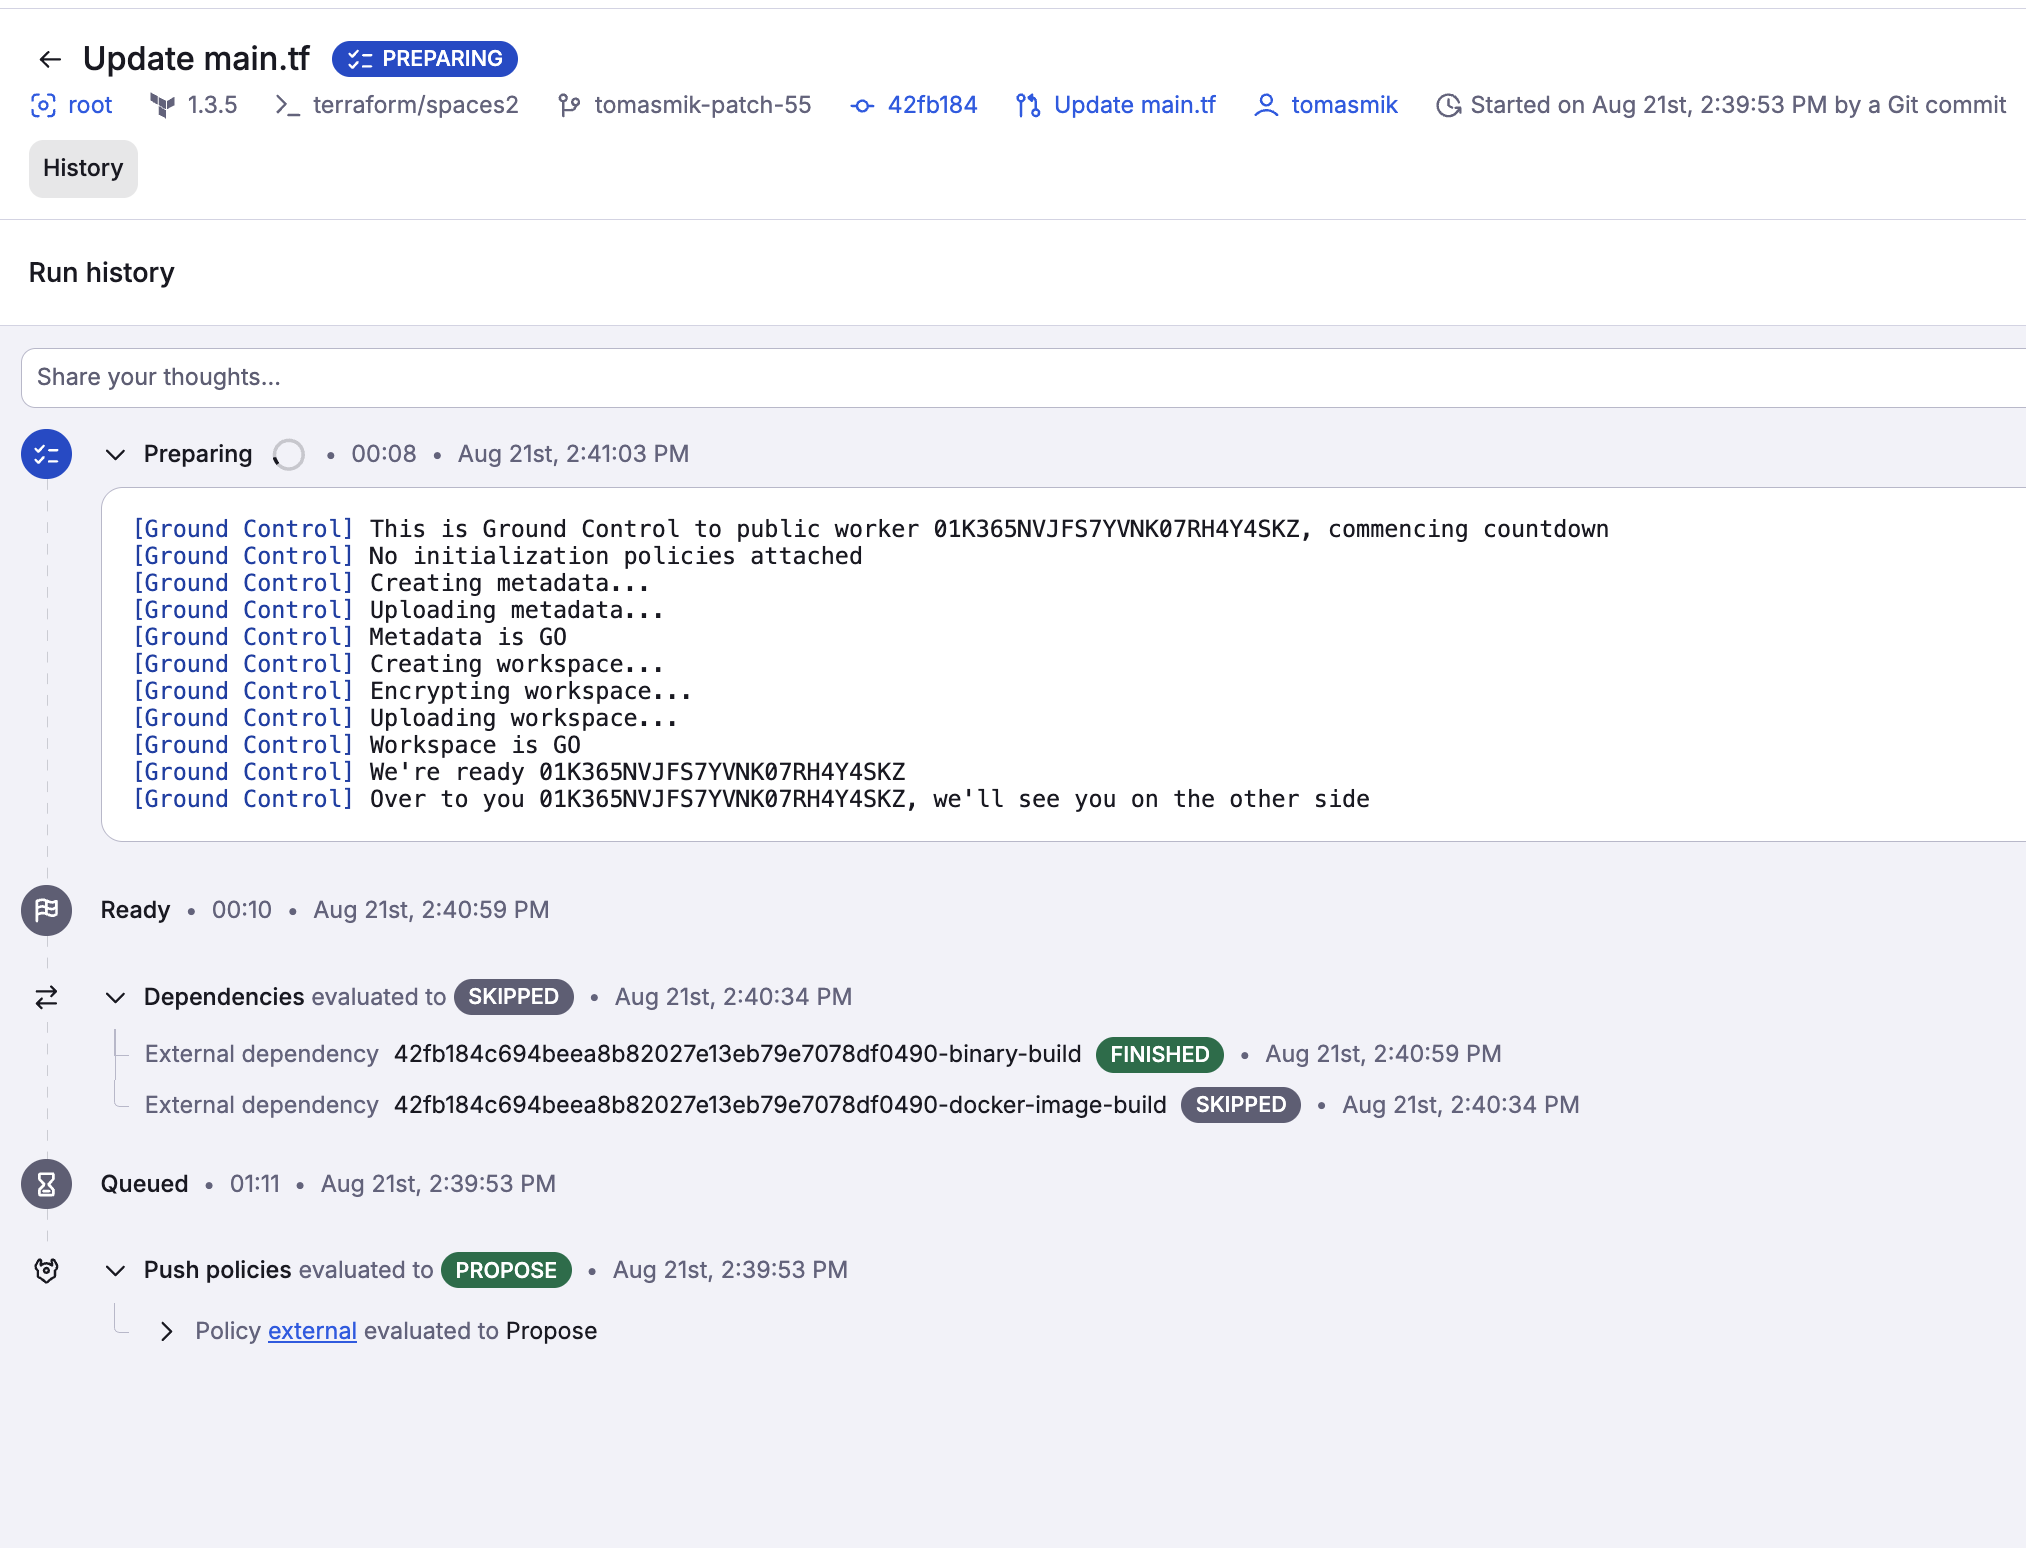 Update main.tf PREPARING
root 1.3.5 terraform/spaces2 tomasmik-patch-55 42fb184 Update main.tf tomasmik Started on Aug 21st, 2:39:53 PM by a Git commit
History
Run history
Share your thoughts...
Preparing • 00:08 • Aug 21st, 2:41:03 PM
[Ground Control] This is Ground Control to public worker 01K365NVJFS7YVNK07RH4Y4SKZ, commencing countdown
[Ground Control] No initialization policies attached
[Ground Control] Creating metadata...
[Ground Control] Uploading metadata...
[Ground Control] Metadata is GO
[Ground Control] Creating workspace...
[Ground Control] Encrypting workspace...
[Ground Control] Uploading workspace...
[Ground Control] Workspace is GO
[Ground Control] We're ready 01K365NVJFS7YVNK07RH4Y4SKZ
[Ground Control] Over to you 01K365NVJFS7YVNK07RH4Y4SKZ, we'll see you on the other side
Ready • 00:10 • Aug 21st, 2:40:59 PM
Dependencies evaluated to SKIPPED • Aug 21st, 2:40:34 PM
External dependency 42fb184c694beea8b82027e13eb79e7078df0490-binary-build FINISHED • Aug 21st, 2:40:59 PM
External dependency 42fb184c694beea8b82027e13eb79e7078df0490-docker-image-build SKIPPED • Aug 21st, 2:40:34 PM
Queued • 01:11 • Aug 21st, 2:39:53 PM
Push policies evaluated to PROPOSE • Aug 21st, 2:39:53 PM
Policy external evaluated to Propose